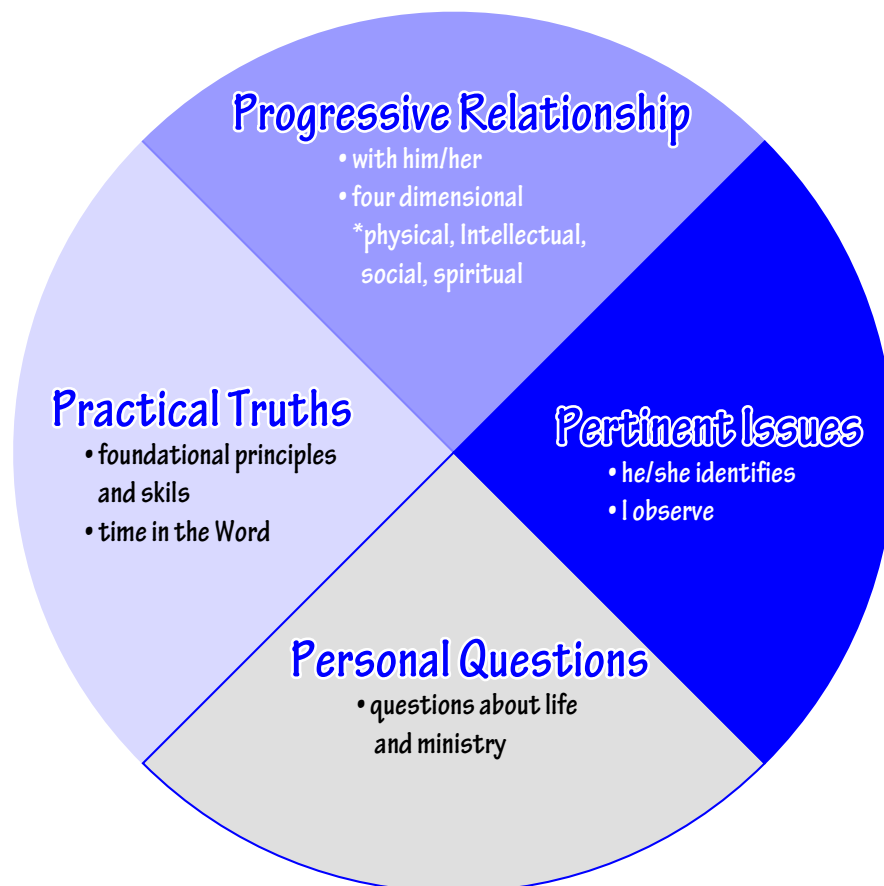 Progressive Relationship
• with him/her
• four dimensional
*physical, Intellectual,
social, spiritual
Practical Truths
• foundational principles
and skils
• time in the Word
Pertinent Issues
• he/she identifies
• I observe
Personal Questions
• questions about life
and ministry